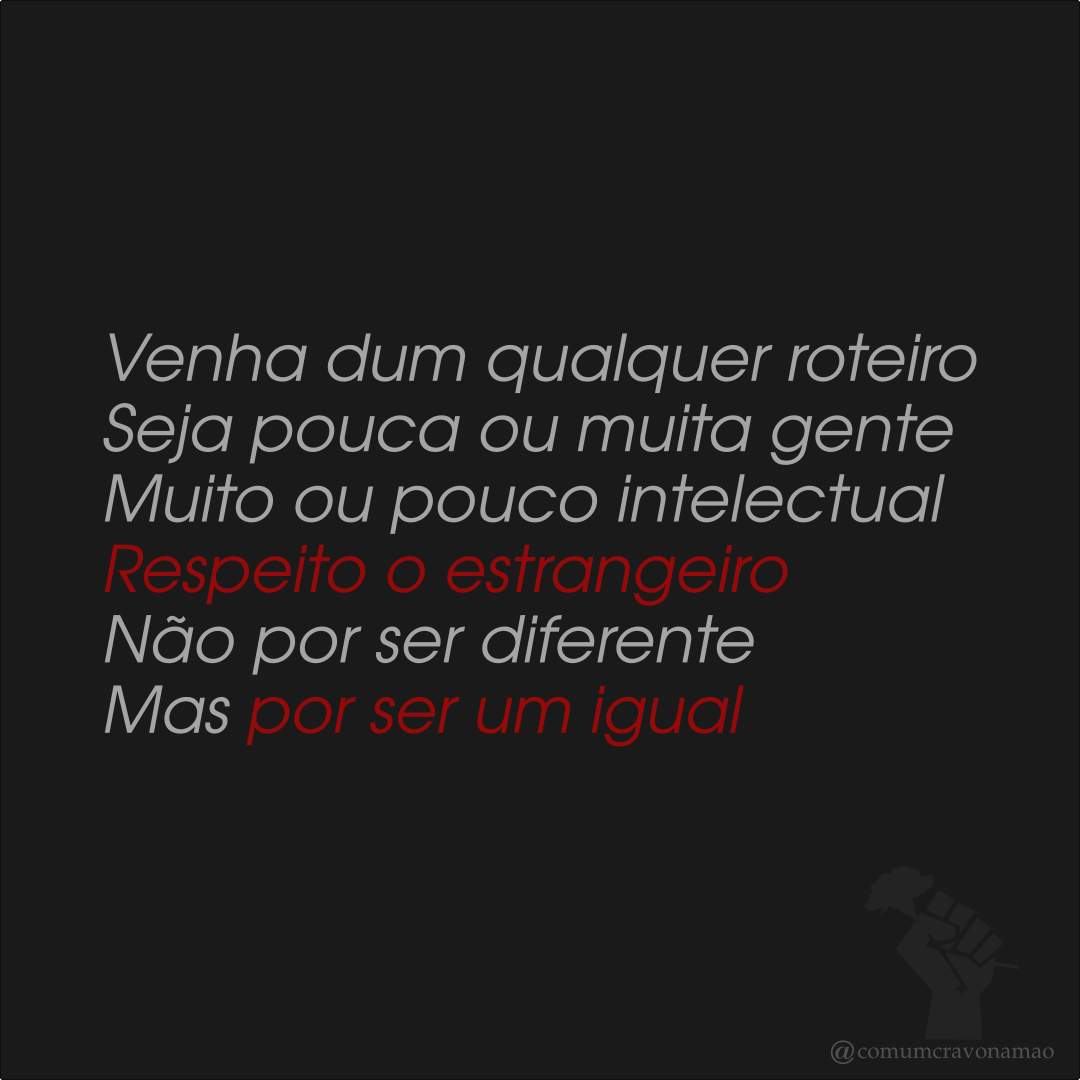 Venha dum qualquer roteiro
Seja pouca ou muita gente
Muito ou pouco intelectual
Respeito o estrangeiro
Não por ser diferente
Mas por ser um igual
@comumcravonamao